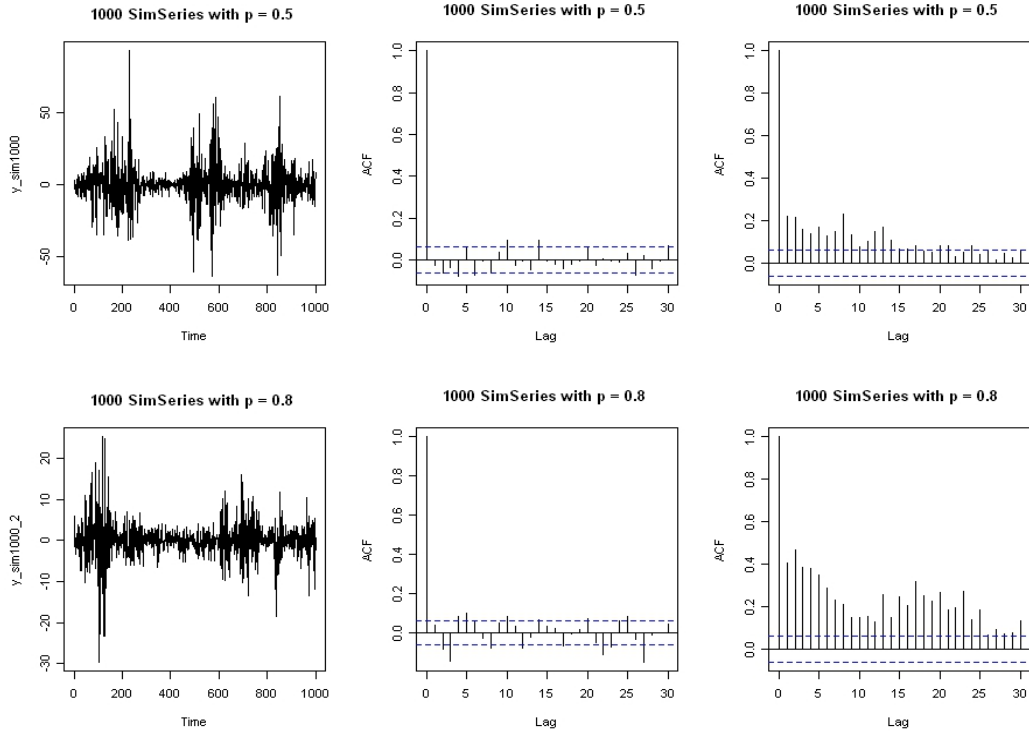 1000 SimSeries with p = 0.5
y_sim1000
50
0
-50
0 200 400 600 800 1000
Time
1000 SimSeries with p = 0.5
ACF
1.0
0.8
0.6
0.4
0.2
0.0
0 5 10 15 20 25 30
Lag
1000 SimSeries with p = 0.5
ACF
1.0
0.8
0.6
0.4
0.2
0.0
0 5 10 15 20 25 30
Lag
1000 SimSeries with p = 0.8
y_sim1000_2
20
10
0
-10
-20
-30
0 200 400 600 800 1000
Time
1000 SimSeries with p = 0.8
ACF
1.0
0.8
0.6
0.4
0.2
0.0
0 5 10 15 20 25 30
Lag
1000 SimSeries with p = 0.8
ACF
1.0
0.8
0.6
0.4
0.2
0.0
0 5 10 15 20 25 30
Lag